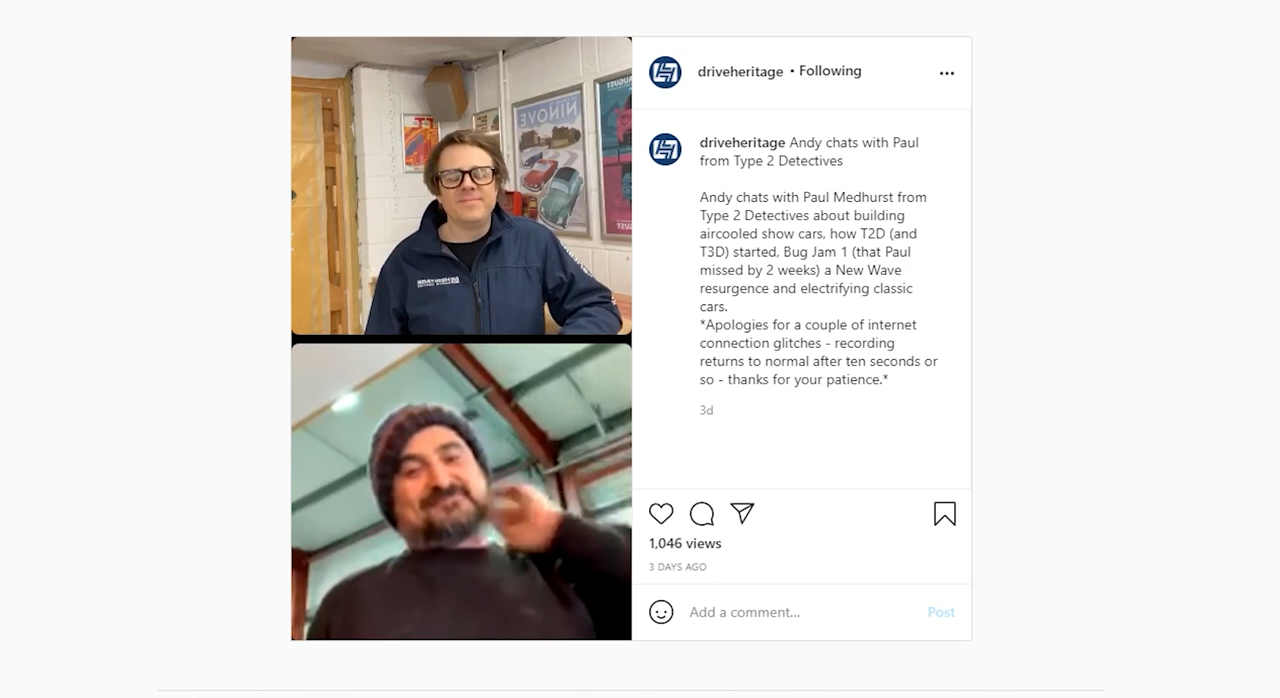 driveheritage • Following
driveheritage Andy chats with Paul
from Type 2 Detectives
Andy chats with Paul Medhurst from
Type 2 Detectives about building
aircooled show cars, how T2D (and
T3D) started, Bug Jam 1 (that Paul
missed by 2 weeks) a New Wave
resurgence and electrifying classic
cars.
*Apologies for a couple of internet
connection glitches - recording
returns to normal after ten seconds or
so - thanks for your patience.*
3d
1,046 views
3 DAYS AGO
Add a comment...
Post
NINOVE
AUGUST